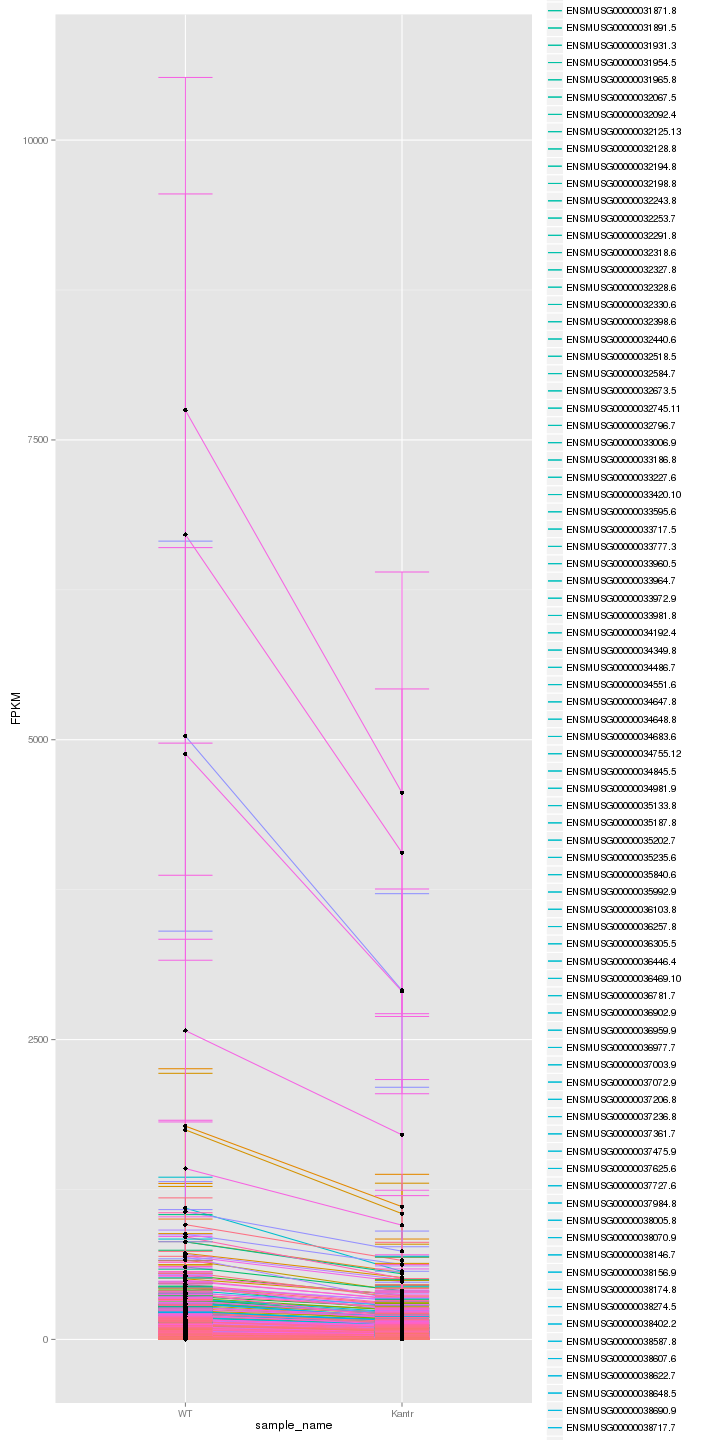 10000
7500
5000
2500
0
FPKM
WT
Kantr
sample_name
ENSMUSG00000031871.8
ENSMUSG00000031891.5
ENSMUSG00000031931.3
ENSMUSG00000031954.5
ENSMUSG00000031965.8
ENSMUSG00000032067.5
ENSMUSG00000032092.4
ENSMUSG00000032125.13
ENSMUSG00000032128.8
ENSMUSG00000032194.8
ENSMUSG00000032198.8
ENSMUSG00000032243.8
ENSMUSG00000032253.7
ENSMUSG00000032291.8
ENSMUSG00000032318.6
ENSMUSG00000032327.8
ENSMUSG00000032328.6
ENSMUSG00000032330.6
ENSMUSG00000032398.6
ENSMUSG00000032440.6
ENSMUSG00000032518.5
ENSMUSG00000032584.7
ENSMUSG00000032673.5
ENSMUSG00000032745.11
ENSMUSG00000032796.7
ENSMUSG00000033006.9
ENSMUSG00000033186.8
ENSMUSG00000033227.6
ENSMUSG00000033420.10
ENSMUSG00000033595.6
ENSMUSG00000033717.5
ENSMUSG00000033777.3
ENSMUSG00000033960.5
ENSMUSG00000033964.7
ENSMUSG00000033972.9
ENSMUSG00000033981.8
ENSMUSG00000034192.4
ENSMUSG00000034349.8
ENSMUSG00000034486.7
ENSMUSG00000034551.6
ENSMUSG00000034647.8
ENSMUSG00000034648.8
ENSMUSG00000034683.6
ENSMUSG00000034755.12
ENSMUSG00000034845.5
ENSMUSG00000034981.9
ENSMUSG00000035133.8
ENSMUSG00000035187.8
ENSMUSG00000035202.7
ENSMUSG00000035235.6
ENSMUSG00000035840.6
ENSMUSG00000035992.9
ENSMUSG00000036103.8
ENSMUSG00000036257.8
ENSMUSG00000036305.5
ENSMUSG00000036446.4
ENSMUSG00000036469.10
ENSMUSG00000036781.7
ENSMUSG00000036902.9
ENSMUSG00000036959.9
ENSMUSG00000036977.7
ENSMUSG00000037003.9
ENSMUSG00000037072.9
ENSMUSG00000037206.8
ENSMUSG00000037236.8
ENSMUSG00000037361.7
ENSMUSG00000037475.9
ENSMUSG00000037625.6
ENSMUSG00000037727.6
ENSMUSG00000037984.8
ENSMUSG00000038005.8
ENSMUSG00000038070.9
ENSMUSG00000038146.7
ENSMUSG00000038156.9
ENSMUSG00000038174.8
ENSMUSG00000038274.5
ENSMUSG00000038402.2
ENSMUSG00000038587.8
ENSMUSG00000038607.6
ENSMUSG00000038622.7
ENSMUSG00000038648.5
ENSMUSG00000038690.9
ENSMUSG00000038717.7